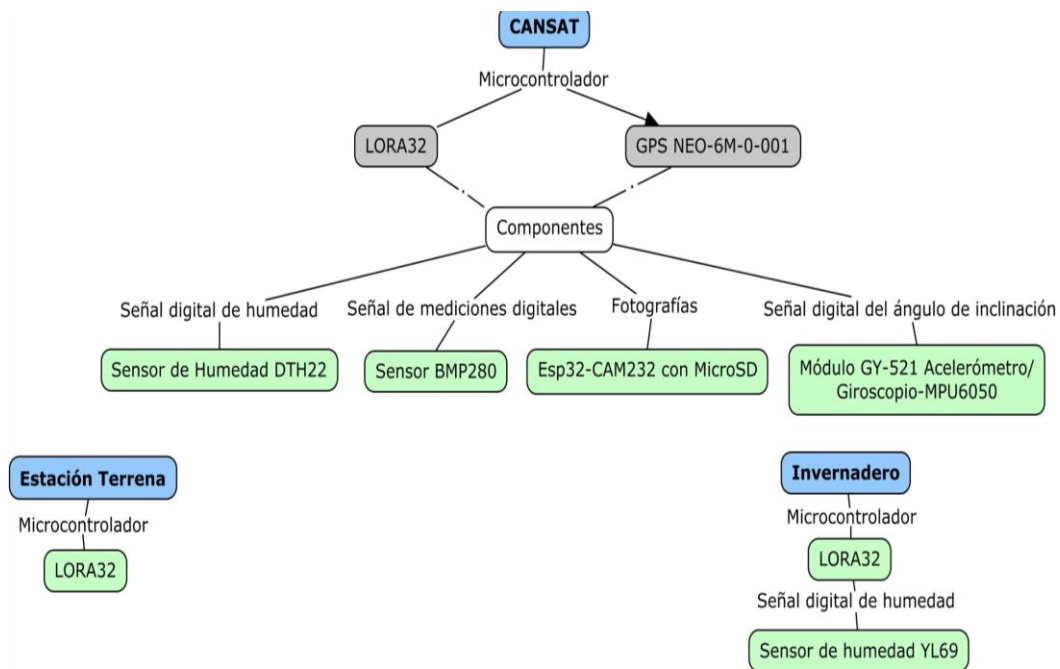 CANSAT
Microcontrolador
LORA32
GPS NEO-6M-0-001
Componentes
Señal digital de humedad
Señal de mediciones digitales
Fotografías
Señal digital del ángulo de inclinación
Sensor de Humedad DTH22
Sensor BMP280
Esp32-CAM232 con MicroSD
Módulo GY-521 Acelerómetro/
Giroscopio-MPU6050
Estación Terrena
Microcontrolador
LORA32
Invernadero
Microcontrolador
LORA32
Señal digital de humedad
Sensor de humedad YL69